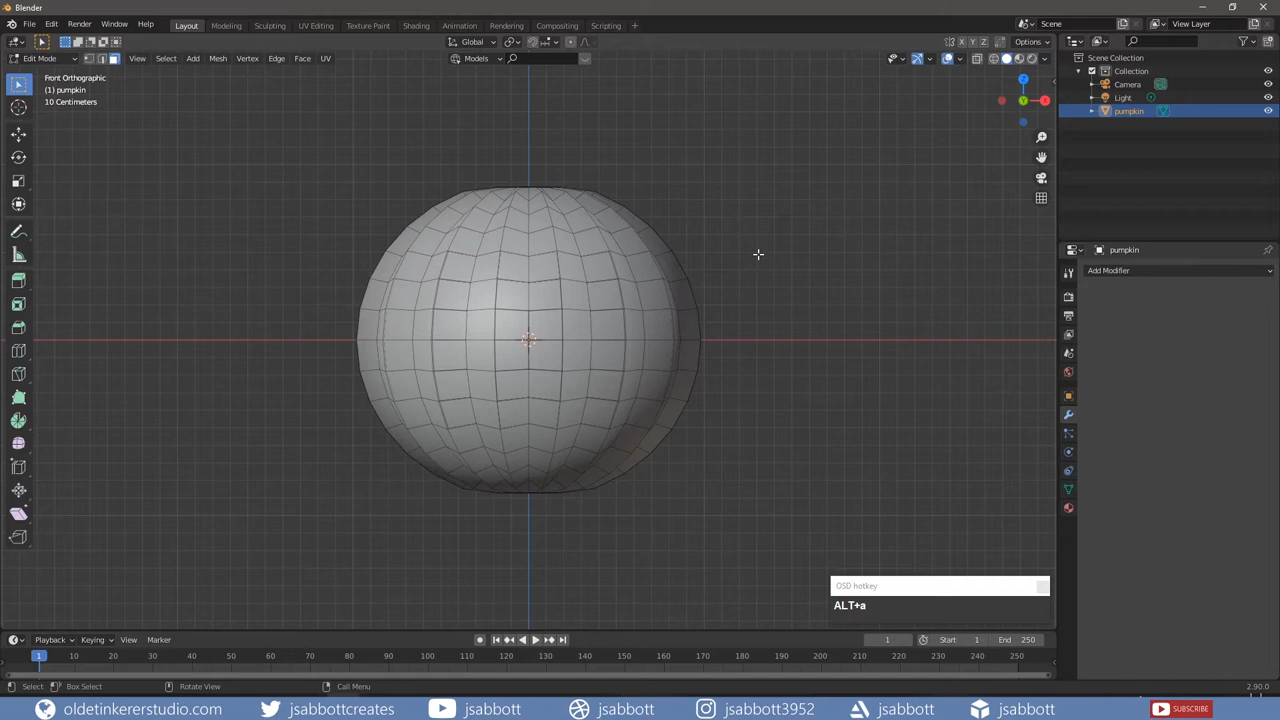 Blender
File Edit Render Window Help Layout Modeling Sculpting UV Editing Texture Paint Shading Animation Compositing Rendering Scripting + Scene View Layer
Global X Y Z Options
Edit Mode View Select Add Mesh Vertex Edge Face UV Models
Front Orthographic
(1) pumpkin
10 Centimeters
Z
Y X
Scene Collection
Collection
Camera
Light
pumpkin
pumpkin
Add Modifier
OSD hotkey
ALT+a
Playback Keying View Marker 1 Start 1 End 250
1 10 20 30 40 50 60 70 80 90 100 110 120 130 140 150 160 170 180 190 200 210 220 230 240 250
Select Box Select Rotate View Call Menu 2.90.0
oldetinkererstudio.com jsabbottcreates jsabbott jsabbott jsabbott3952 jsabbott jsabbott SUBSCRIBE